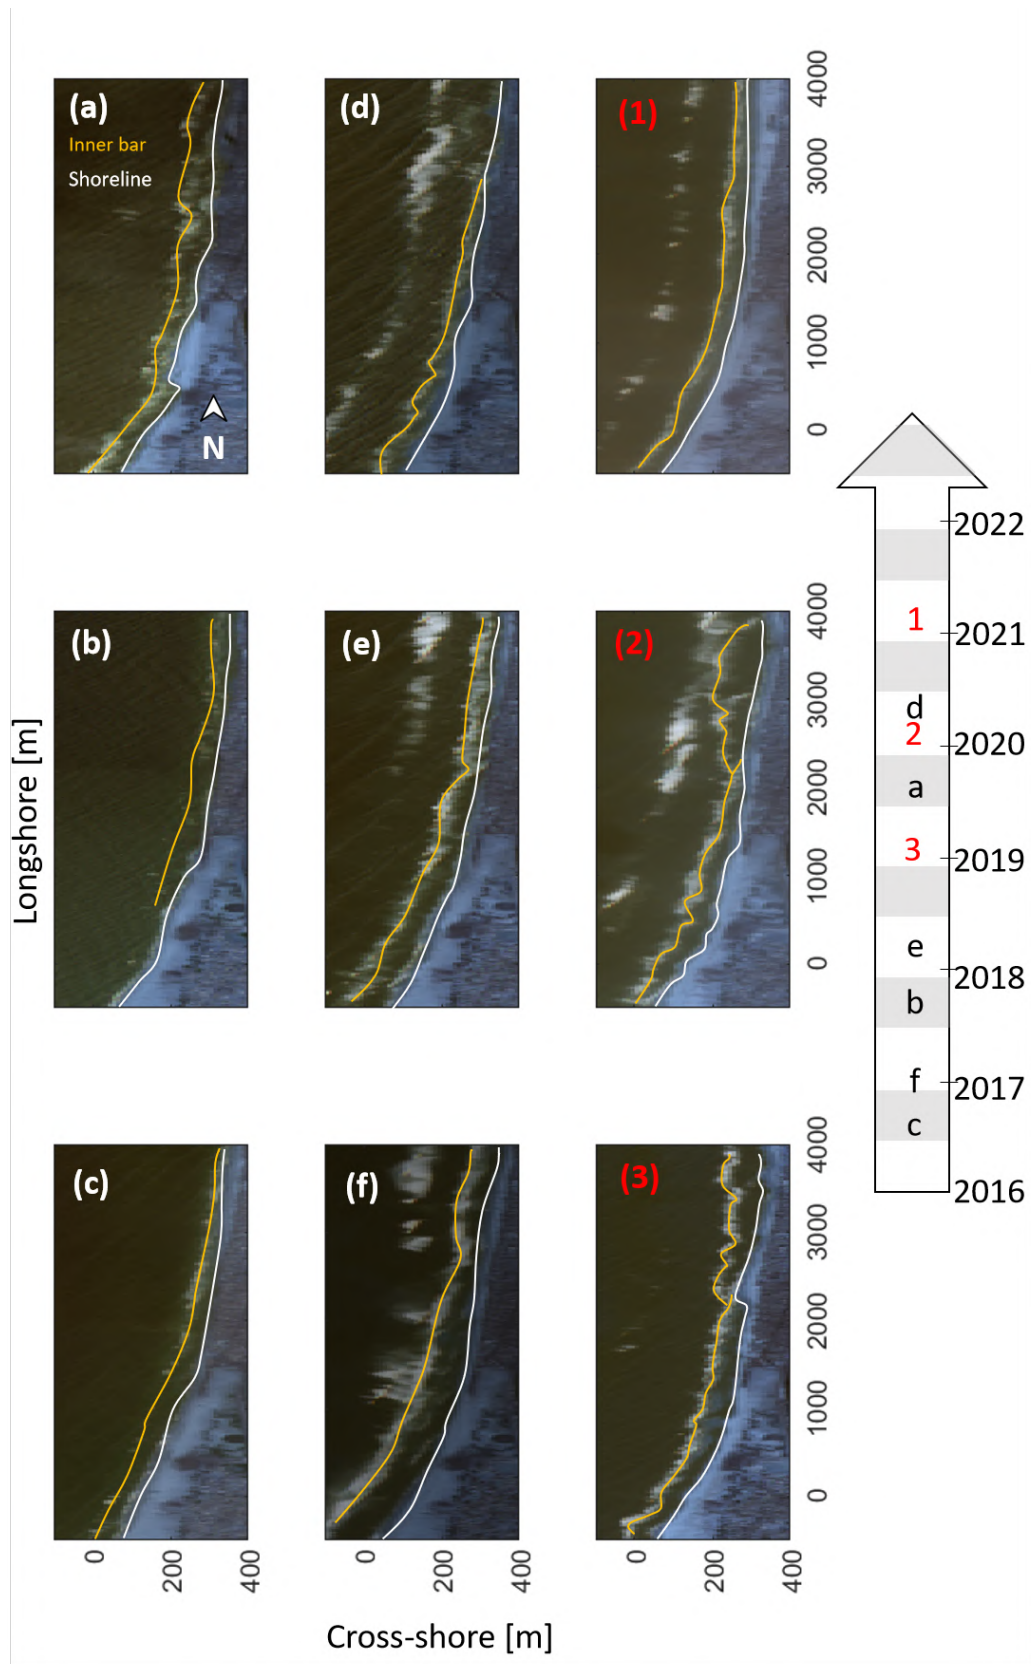 (a)
Inner bar
Shoreline
N
(d)
(1)
4000
3000
2000
1000
0
(b)
(e)
(2)
4000
3000
2000
1000
0
(c)
(f)
(3)
4000
3000
2000
1000
0
0
200
400
0
200
400
0
200
400
Longshore [m]
Cross-shore [m]
2022
1
2021
d
2
2020
a
3
2019
e
2018
b
f
2017
c
2016